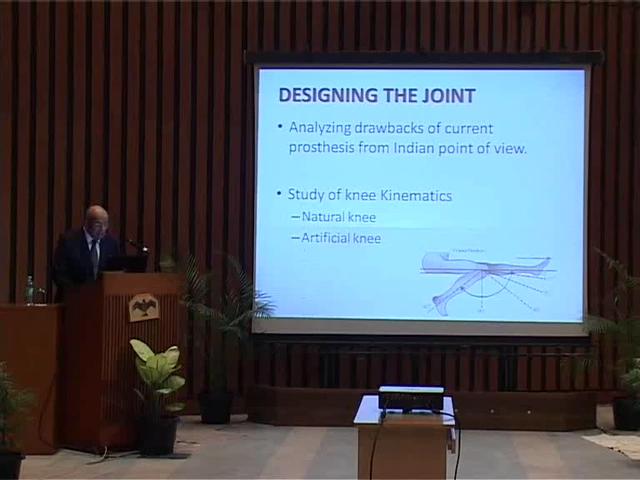 DESIGNING THE JOINT
• Analyzing drawbacks of current
prosthesis from Indian point of view.
• Study of knee Kinematics
–Natural knee
–Artificial knee